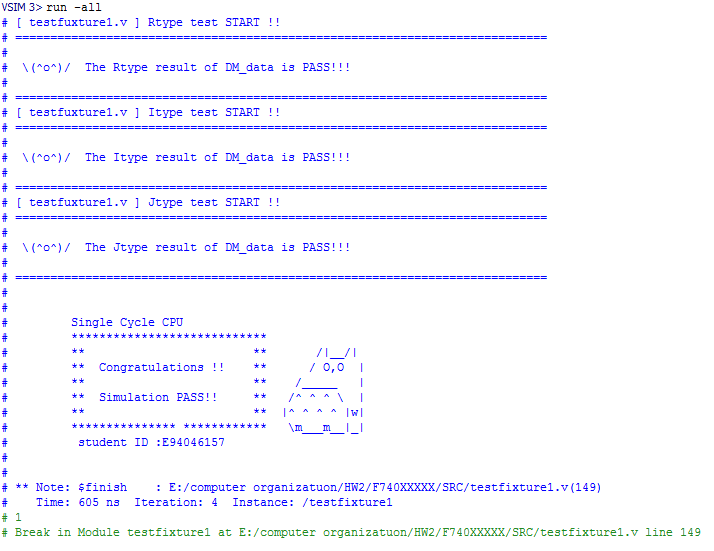 VSIM 3> run -all
# [ testfuxture1.v ] Rtype test START !!
# ============================================================================
#
#  \(^o^)/  The Rtype result of DM_data is PASS!!!
#
# ============================================================================
# [ testfuxture1.v ] Itype test START !!
# ============================================================================
#
#  \(^o^)/  The Itype result of DM_data is PASS!!!
#
# ============================================================================
# [ testfuxture1.v ] Jtype test START !!
# ============================================================================
#
#  \(^o^)/  The Jtype result of DM_data is PASS!!!
#
# ============================================================================
#
#
#         Single Cycle CPU
#         ****************************
#         **                        **       /|__/|
#         **  Congratulations !!    **      / O,O  |
#         **                        **    /_____   |
#         **  Simulation PASS!!     **   /^ ^ ^ \  |
#         **                        **  |^ ^ ^ ^ |w|
#         *************** ************   \m___m__|_|
#          student ID :E94046157
#
#
# ** Note: $finish    : E:/computer organizatuon/HW2/F740XXXXX/SRC/testfixture1.v(149)
#    Time: 605 ns  Iteration: 4  Instance: /testfixture1
# 1
# Break in Module testfixture1 at E:/computer organizatuon/HW2/F740XXXXX/SRC/testfixture1.v line 149